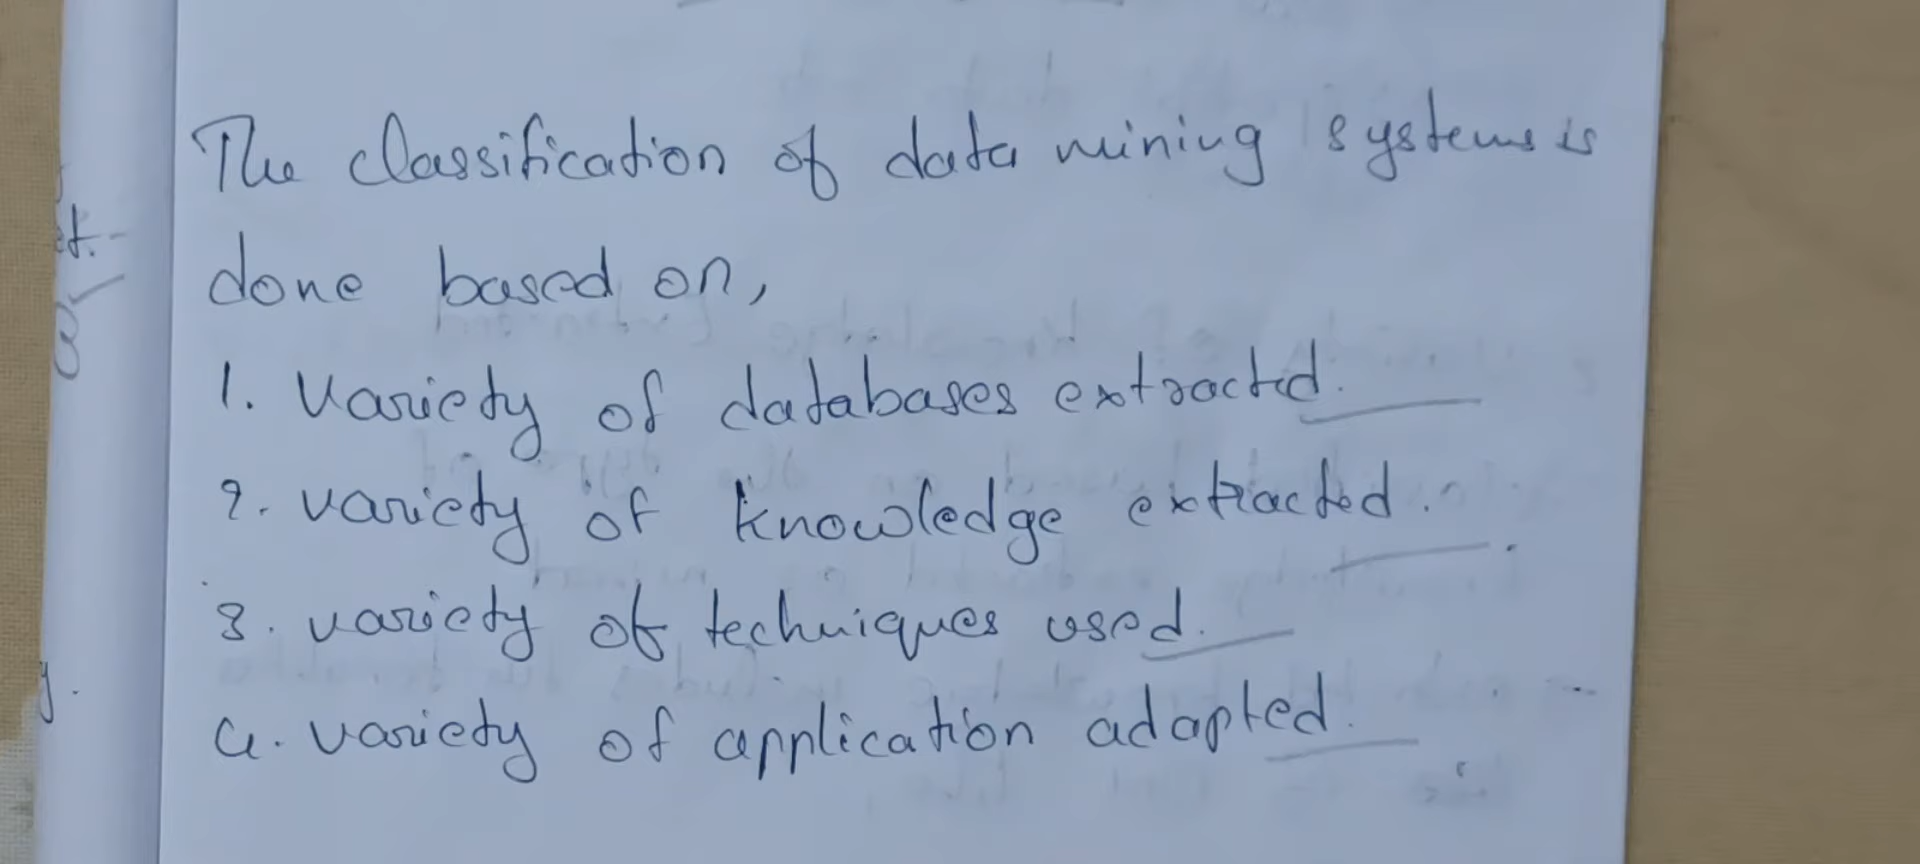 The classification of data mining systems is
done based on,
1. Variety of databases extracted.
2. variety of knowledge extracted.
3. variety of techniques used.
4. variety of application adapted.